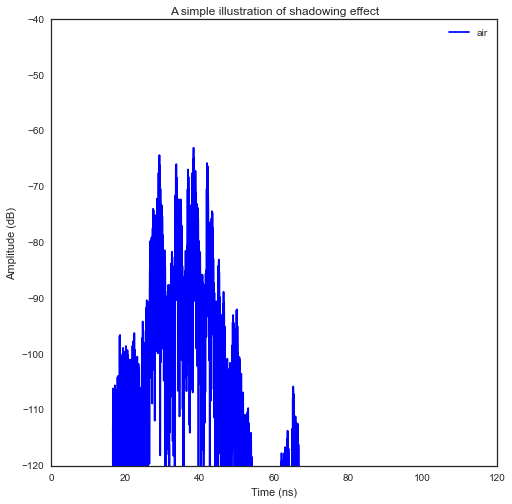 A simple illustration of shadowing effect
air
−40
−50
−60
−70
−80
−90
−100
−110
−120
Amplitude (dB)
0 20 40 60 80 100 120
Time (ns)